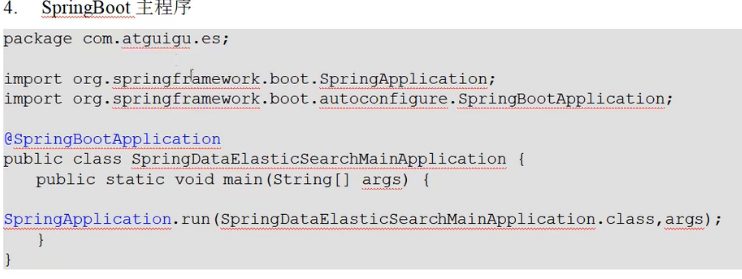 4. SpringBoot 主程序
package com.atguigu.es;
import org.springframework.boot.SpringApplication;
import org.springframework.boot.autoconfigure.SpringBootApplication;
@SpringBootApplication
public class SpringDataElasticSearchMainApplication {
public static void main(String[] args) {
SpringApplication.run(SpringDataElasticSearchMainApplication.class,args);
}
}